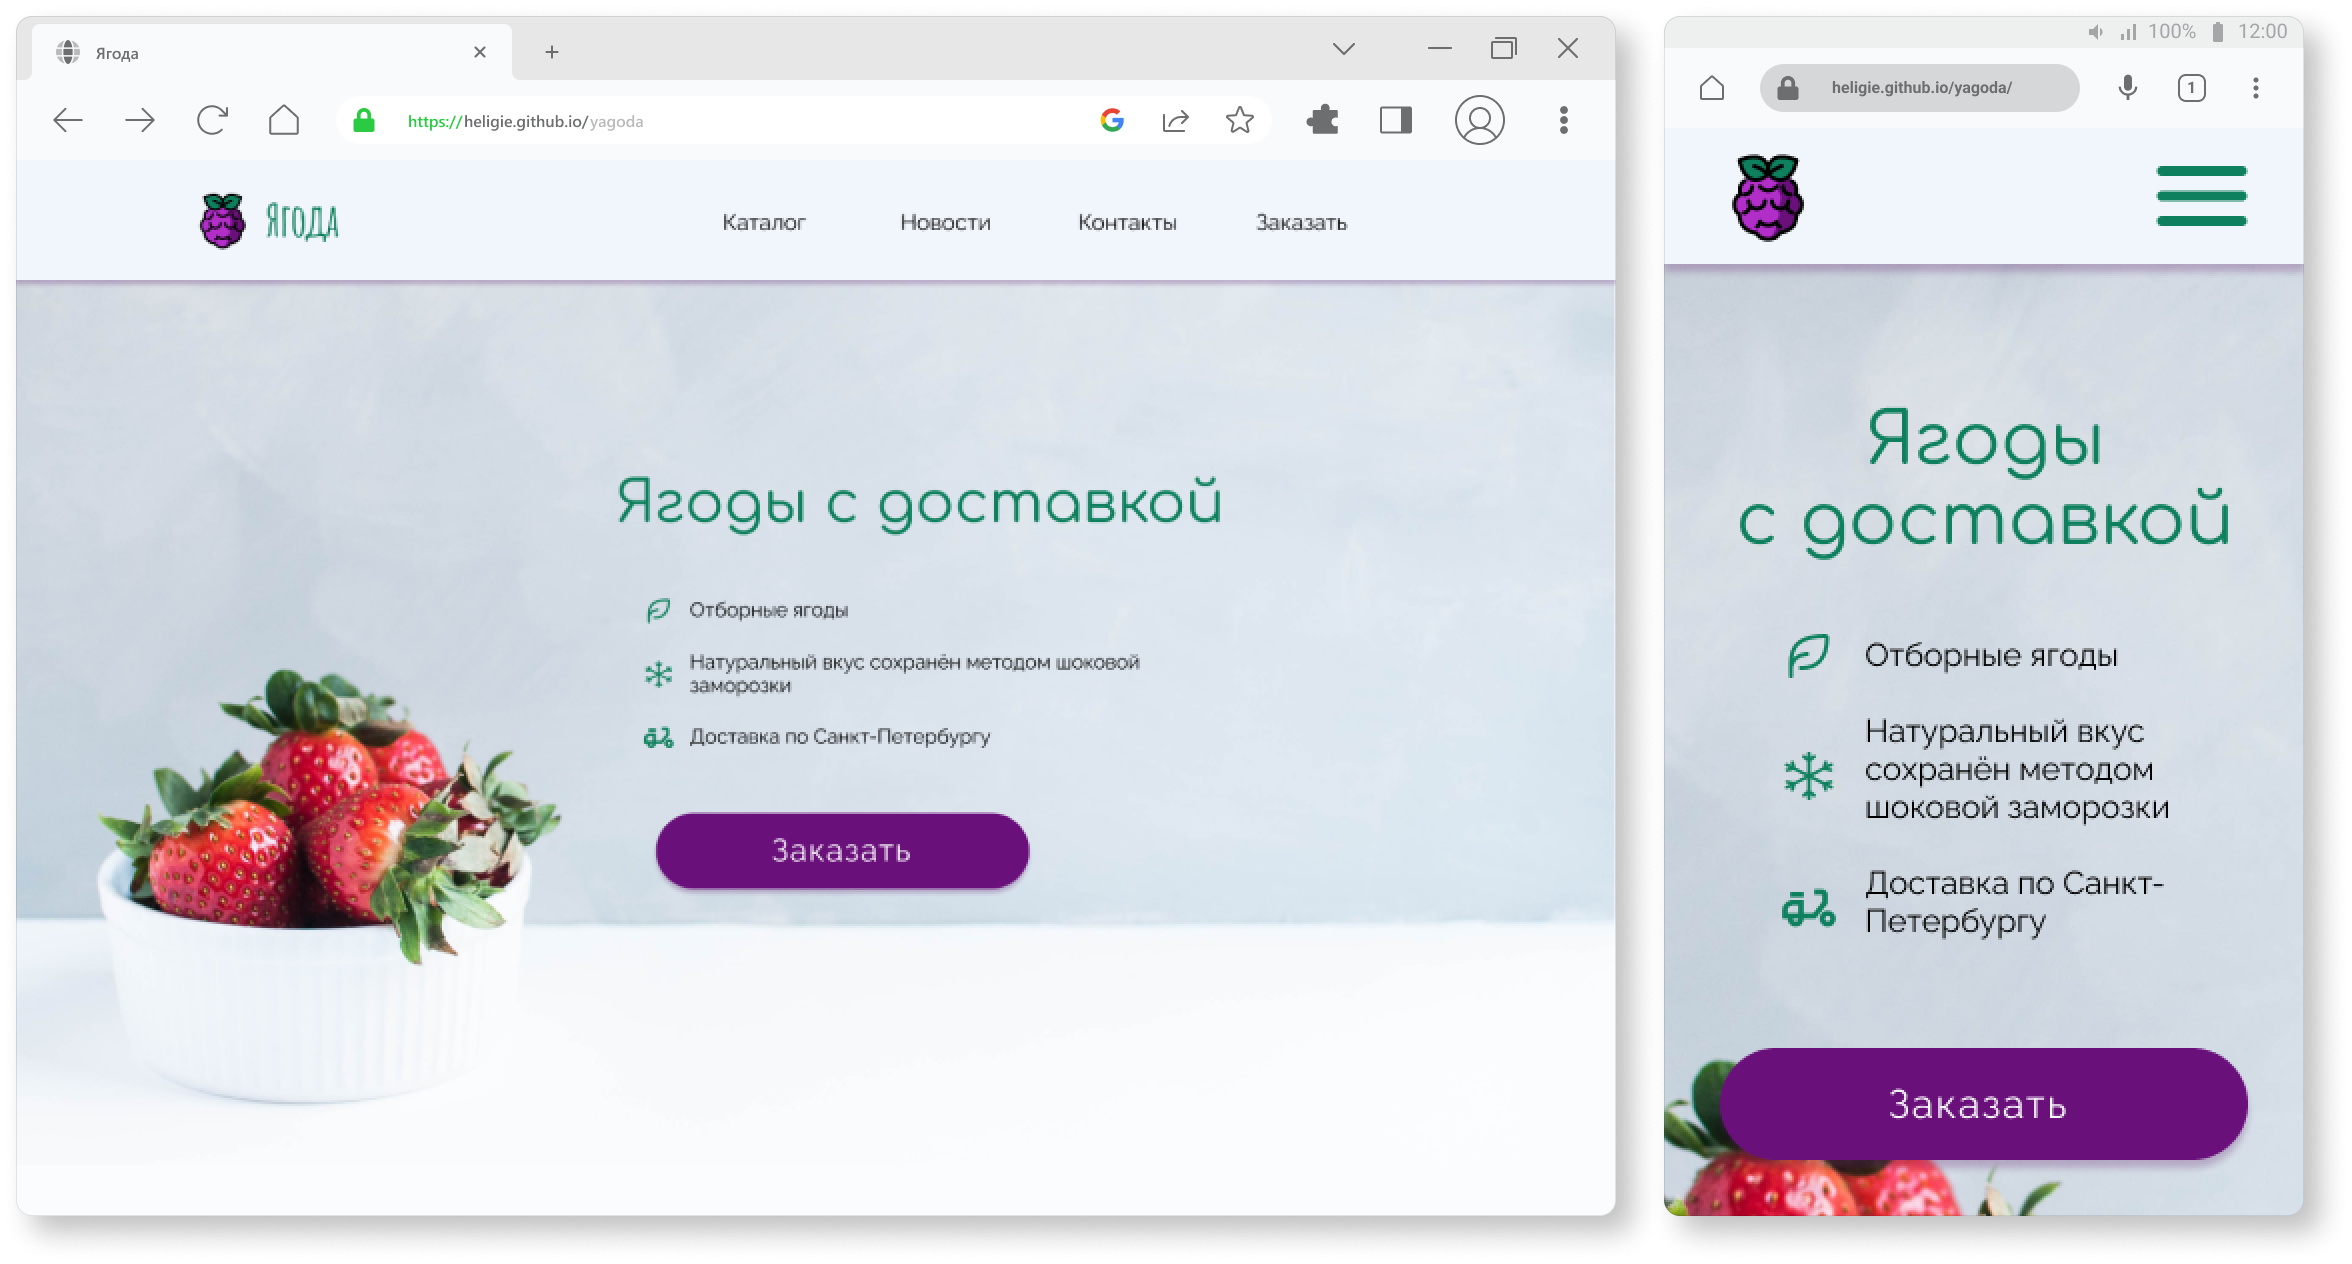 Ягода
https://heligie.github.io/yagoda
Ягода
Каталог
Новости
Контакты
Заказать
Ягоды с доставкой
Отборные ягоды
Натуральный вкус сохранён методом шоковой
заморозки
Доставка по Санкт-Петербургу
Заказать
100%
12:00
heligie.github.io/yagoda/
1
Ягоды
с доставкой
Отборные ягоды
Натуральный вкус
сохранён методом
шоковой заморозки
Доставка по Санкт-
Петербургу
Заказать